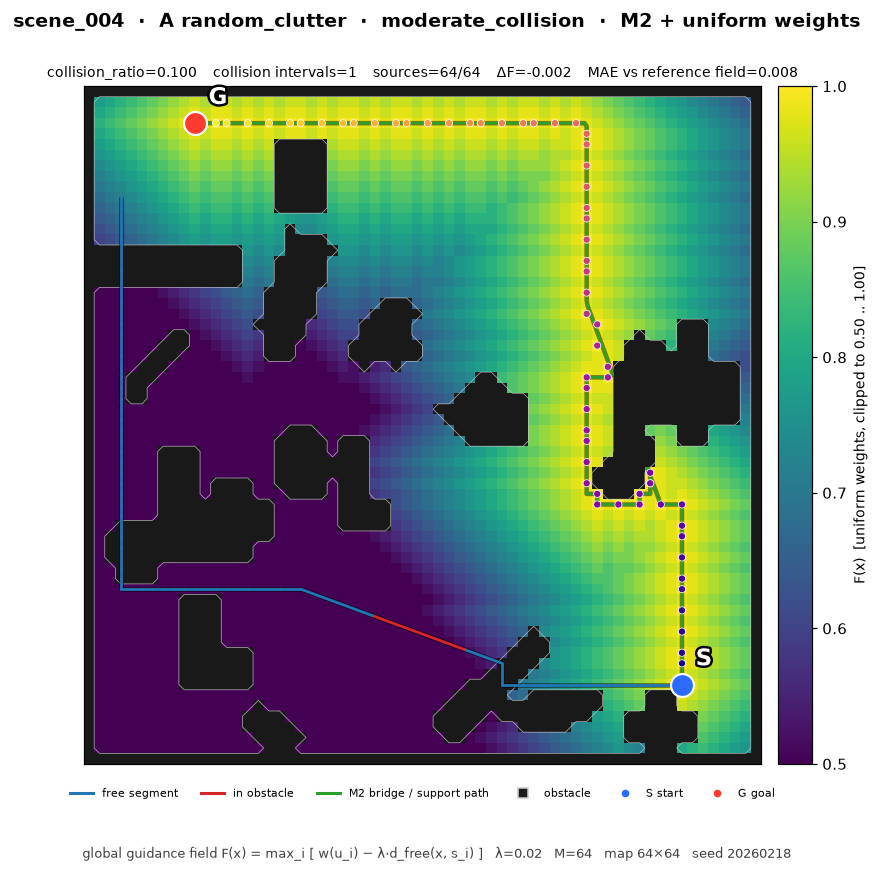 scene_004 · A random_clutter · moderate_collision · M2 + uniform weights
collision_ratio=0.100 collision intervals=1 sources=64/64 ΔF=-0.002 MAE vs reference field=0.008
G
S
1.0
0.9
0.8
0.7
0.6
0.5
F(x) [uniform weights, clipped to 0.50 .. 1.00]
free segment
in obstacle
M2 bridge / support path
obstacle
S start
G goal
global guidance field F(x) = max_i [ w(u_i) − λ·d_free(x, s_i) ] λ=0.02 M=64 map 64×64 seed 20260218